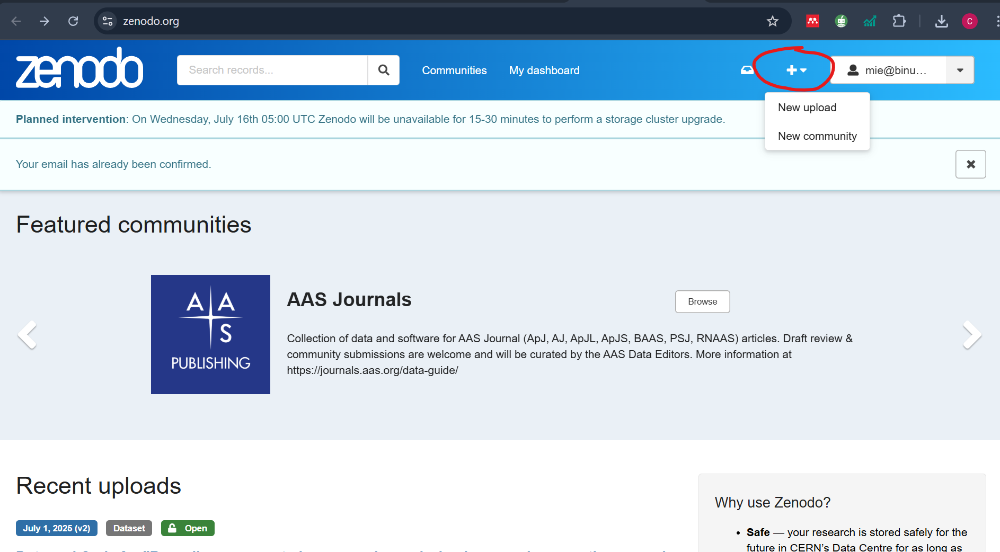 zenodo.org
C
zenodo
Search records...
Communities
My dashboard
mie@binu...
New upload
New community
Planned intervention: On Wednesday, July 16th 05:00 UTC Zenodo will be unavailable for 15-30 minutes to perform a storage cluster upgrade.
Your email has already been confirmed.
Featured communities
A A
S
PUBLISHING
AAS Journals
Browse
Collection of data and software for AAS Journal (ApJ, AJ, ApJL, ApJS, BAAS, PSJ, RNAAS) articles. Draft review &
community submissions are welcome and will be curated by the AAS Data Editors. More information at
https://journals.aas.org/data-guide/
Recent uploads
July 1, 2025 (v2)
Dataset
Open
Why use Zenodo?
• Safe — your research is stored safely for the
future in CERN's Data Centre for as long as